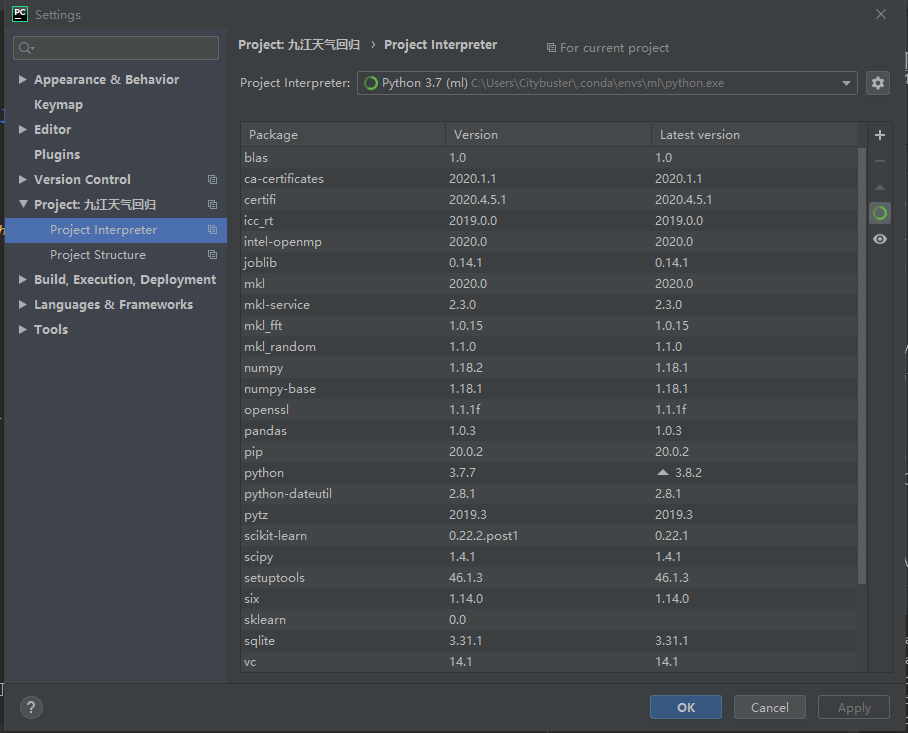 PC Settings
Project: 九江天气回归 › Project Interpreter For current project
Project Interpreter: Python 3.7 (ml) C:\Users\Citybuster\.conda\envs\ml\python.exe
Appearance & Behavior
Keymap
Editor
Plugins
Version Control
Project: 九江天气回归
Project Interpreter
Project Structure
Build, Execution, Deployment
Languages & Frameworks
Tools
Package Version Latest version
blas 1.0 1.0
ca-certificates 2020.1.1 2020.1.1
certifi 2020.4.5.1 2020.4.5.1
icc_rt 2019.0.0 2019.0.0
intel-openmp 2020.0 2020.0
joblib 0.14.1 0.14.1
mkl 2020.0 2020.0
mkl-service 2.3.0 2.3.0
mkl_fft 1.0.15 1.0.15
mkl_random 1.1.0 1.1.0
numpy 1.18.2 1.18.1
numpy-base 1.18.1 1.18.1
openssl 1.1.1f 1.1.1f
pandas 1.0.3 1.0.3
pip 20.0.2 20.0.2
python 3.7.7 3.8.2
python-dateutil 2.8.1 2.8.1
pytz 2019.3 2019.3
scikit-learn 0.22.2.post1 0.22.1
scipy 1.4.1 1.4.1
setuptools 46.1.3 46.1.3
six 1.14.0 1.14.0
sklearn 0.0
sqlite 3.31.1 3.31.1
vc 14.1 14.1
? OK Cancel Apply